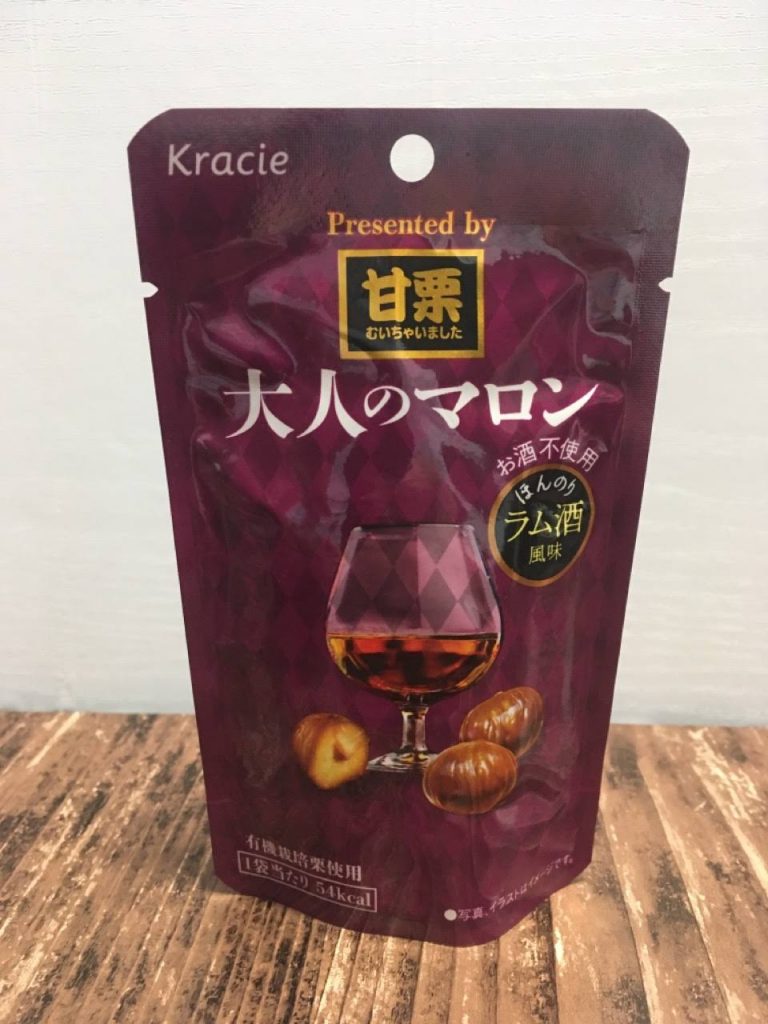 Kracie
Presented by
甘栗
むいちゃいました
大人のマロン
お酒不使用
ほんのり
ラム酒
風味
有機栽培栗使用
1袋当たり 54kcal
●写真、イラストはイメージです。